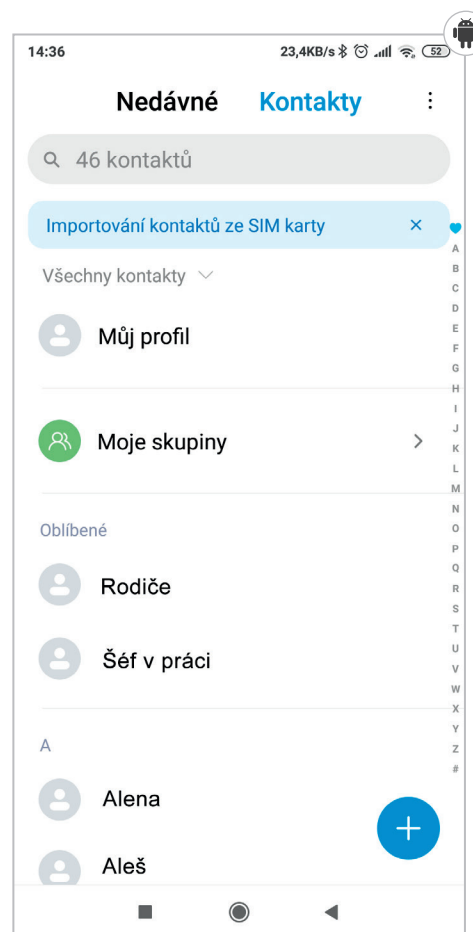 14:36 23,4KB/s 52
Nedávné Kontakty
46 kontaktů
Importování kontaktů ze SIM karty ×
Všechny kontakty
Můj profil
Moje skupiny
Oblíbené
Rodiče
Šéf v práci
A
Alena
Aleš
A
B
C
D
E
F
G
H
I
J
K
L
M
N
O
P
Q
R
S
T
U
V
W
X
Y
Z
#